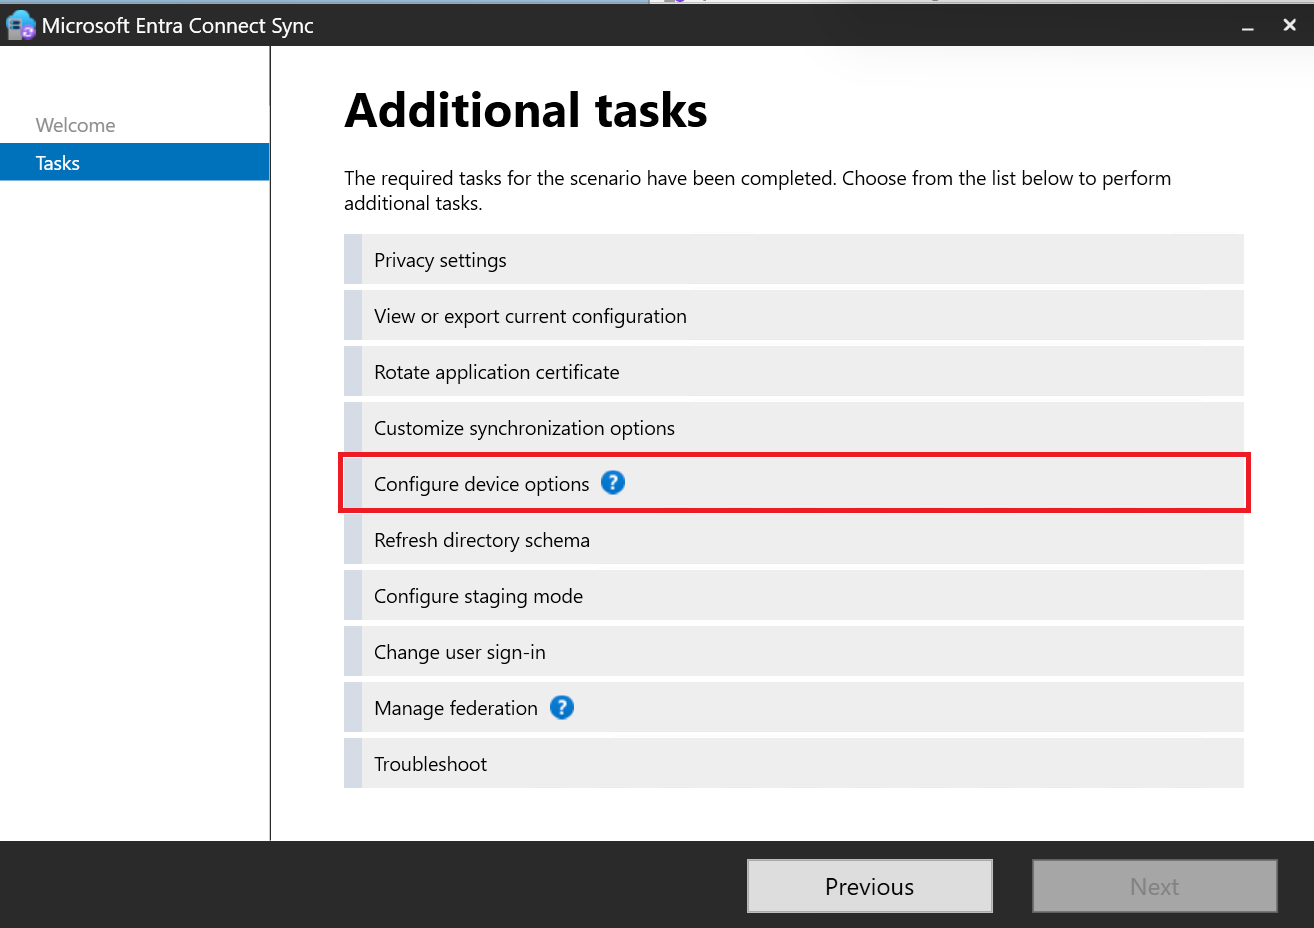 Microsoft Entra Connect Sync
Welcome
Tasks
Additional tasks
The required tasks for the scenario have been completed. Choose from the list below to perform
additional tasks.
Privacy settings
View or export current configuration
Rotate application certificate
Customize synchronization options
Configure device options ?
Refresh directory schema
Configure staging mode
Change user sign-in
Manage federation ?
Troubleshoot
Previous
Next